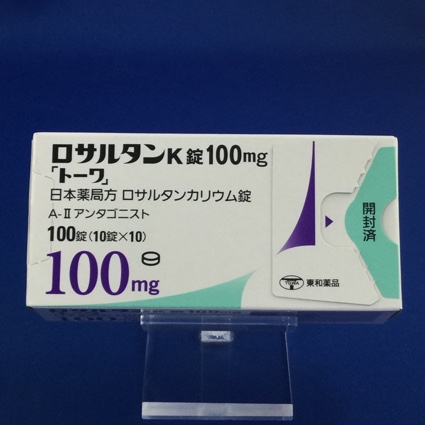 ロサルタンK錠100mg
「トーワ」
日本薬局方 ロサルタンカリウム錠
A-Ⅱアンタゴニスト
100錠(10錠×10)
100mg
開封済
TOWA 東和薬品